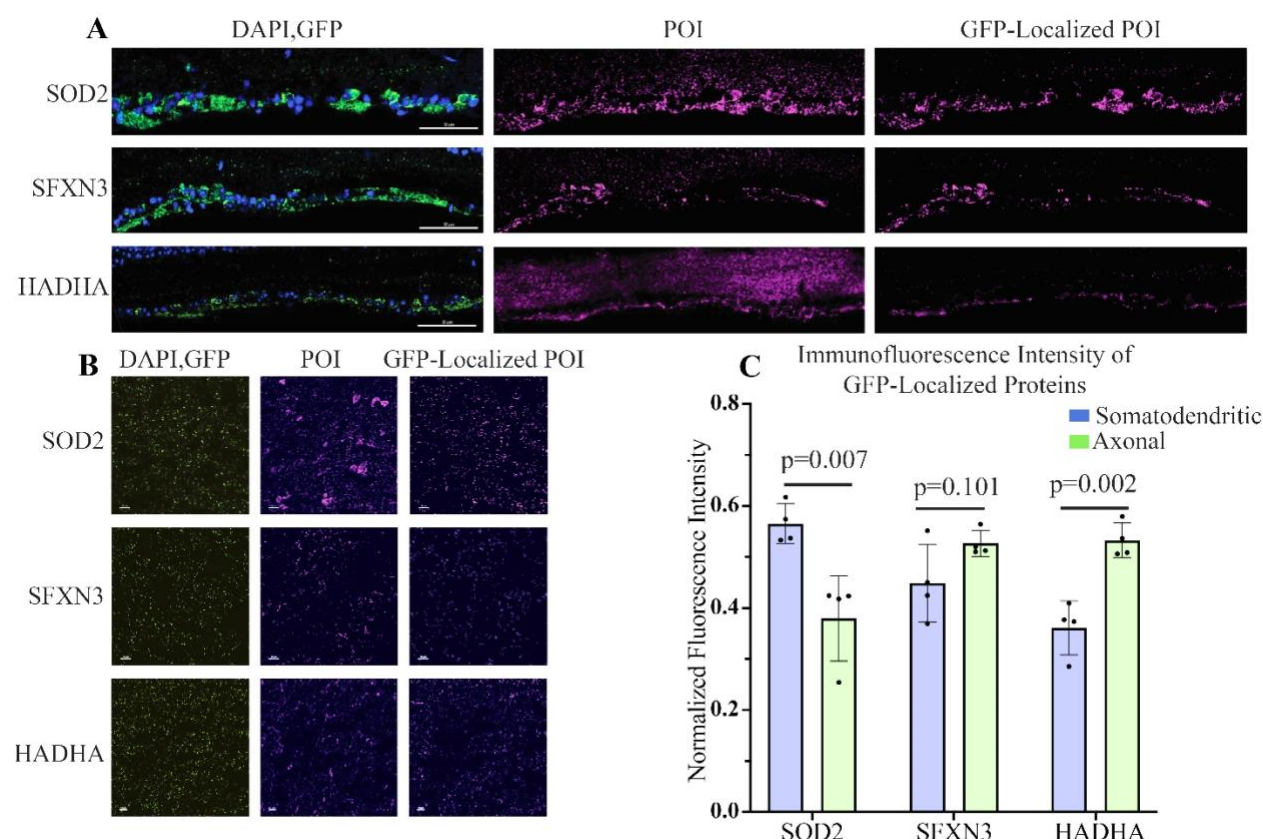 A
DAPI,GFP
POI
GFP-Localized POI
SOD2
SFXN3
HADHA
B
DAPI,GFP
POI
GFP-Localized POI
SOD2
SFXN3
HADHA
C
Immunofluorescence Intensity of
GFP-Localized Proteins
Normalized Fluorescence Intensity
0.8
0.6
0.4
0.2
0.0
Somatodendritic
Axonal
p=0.007
p=0.101
p=0.002
SOD2
SFXN3
HADHA